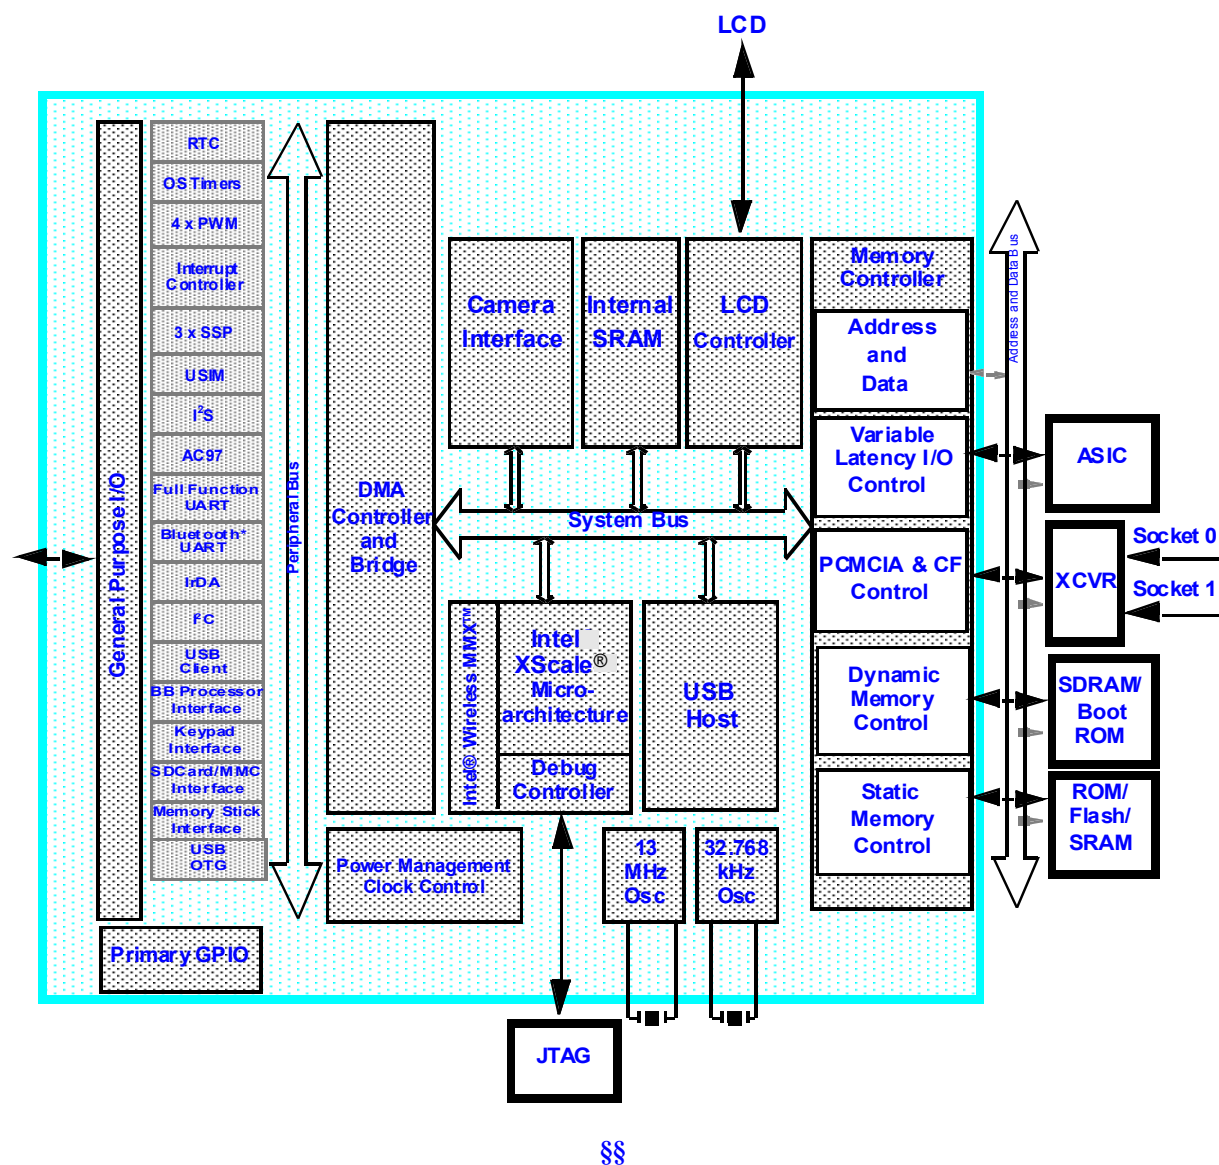 LCD
General Purpose I/O
RTC
OS Timers
4 x PWM
Interrupt
Controller
3 x SSP
USIM
I²S
AC97
Full Function
UART
Bluetooth*
UART
IrDA
I²C
USB
Client
BB Processor
Interface
Keypad
Interface
SDCard/MMC
Interface
Memory Stick
Interface
USB
OTG
Primary GPIO
Peripheral Bus
DMA
Controller
and
Bridge
Power Management
Clock Control
Camera
Interface
Internal
SRAM
LCD
Controller
System Bus
Intel® Wireless MMX™
Intel
XScale®
Micro-
architecture
Debug
Controller
USB
Host
13
MHz
Osc
32.768
kHz
Osc
Memory
Controller
Address
and
Data
Variable
Latency I/O
Control
PCMCIA & CF
Control
Dynamic
Memory
Control
Static
Memory
Control
Address and Data Bus
ASIC
XCVR
Socket 0
Socket 1
SDRAM/
Boot
ROM
ROM/
Flash/
SRAM
JTAG
§§